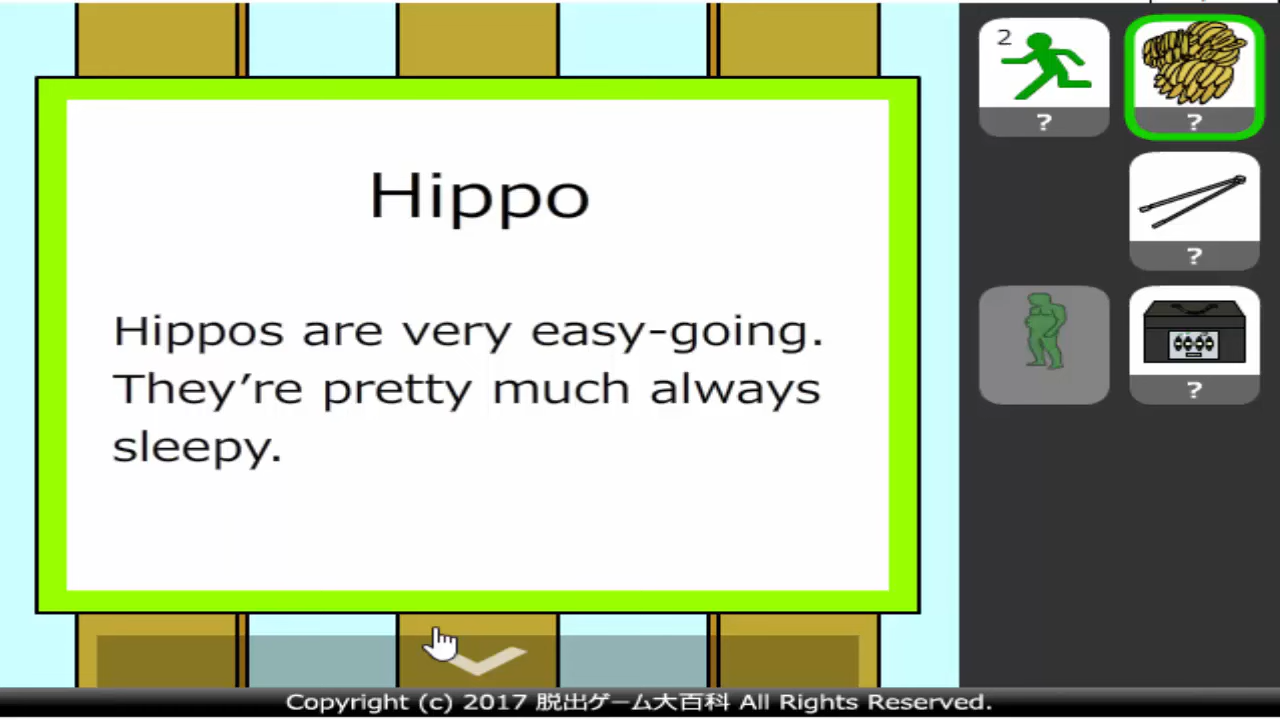 Hippo
Hippos are very easy-going.
They're pretty much always
sleepy.
2
?
?
?
?
Copyright (c) 2017 脱出ゲーム大百科 All Rights Reserved.